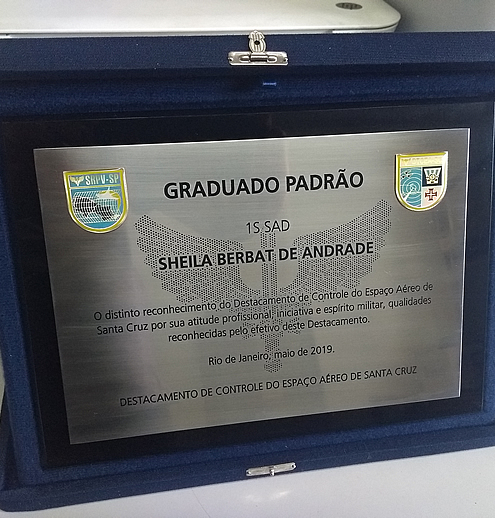 SRPV-SP
GRADUADO PADRÃO
1S SAD
SHEILA BERBAT DE ANDRADE
O distinto reconhecimento do Destacamento de Controle do Espaço Aéreo de
Santa Cruz por sua atitude profissional, iniciativa e espírito militar, qualidades
reconhecidas pelo efetivo deste Destacamento.
Rio de Janeiro, maio de 2019.
DESTACAMENTO DE CONTROLE DO ESPAÇO AÉREO DE SANTA CRUZ